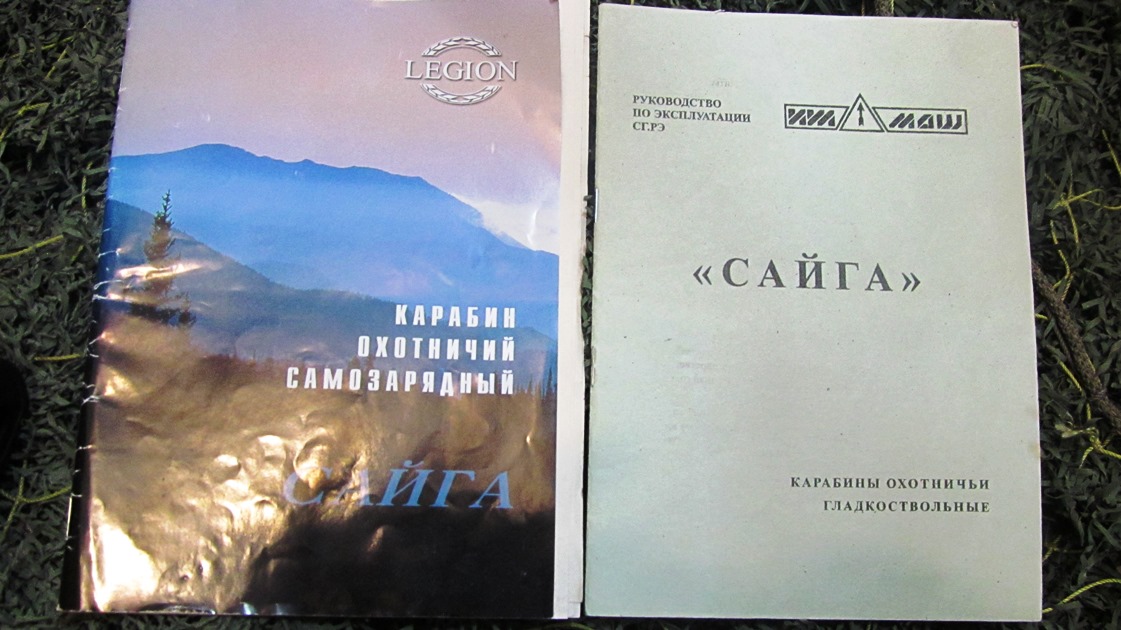 LEGION
КАРАБИН
ОХОТНИЧИЙ
САМОЗАРЯДНЫЙ
САЙГА
РУКОВОДСТВО
ПО ЭКСПЛУАТАЦИИ
СГ.РЭ
ИЖМАШ
«САЙГА»
КАРАБИНЫ ОХОТНИЧЬИ
ГЛАДКОСТВОЛЬНЫЕ